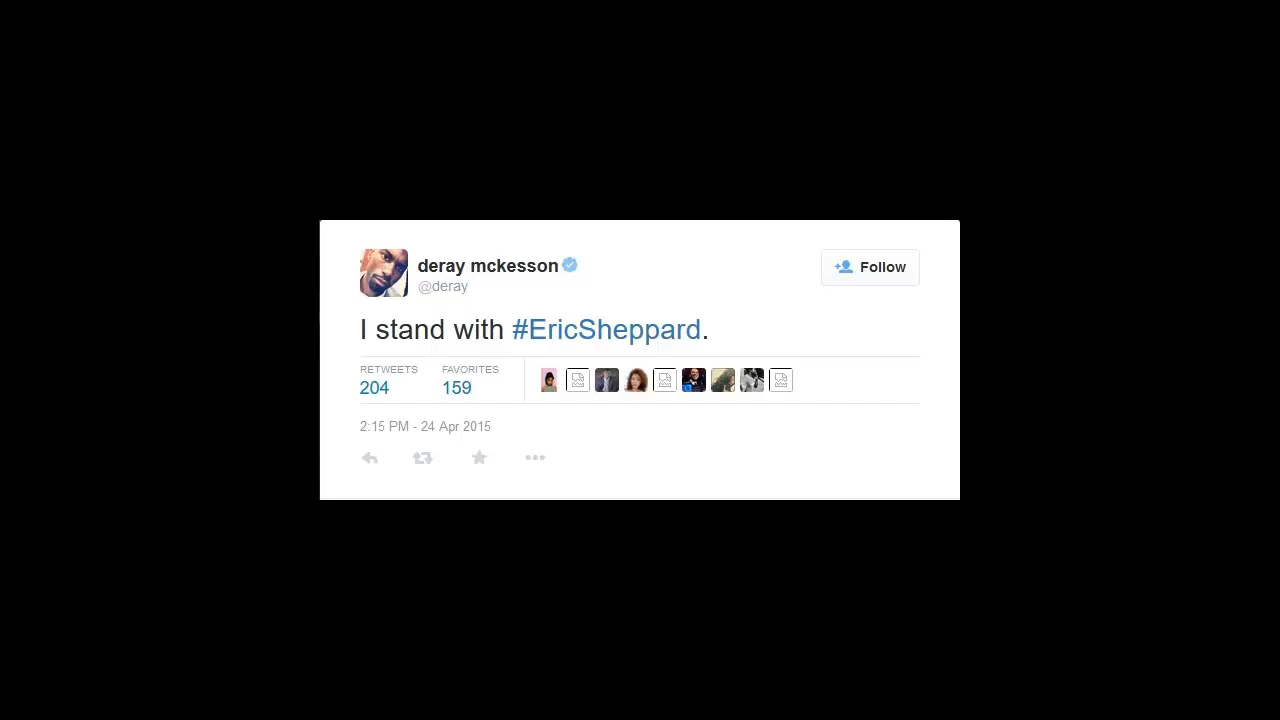 deray mckesson
@deray
Follow
I stand with #EricSheppard.
RETWEETS FAVORITES
204 159
2:15 PM - 24 Apr 2015